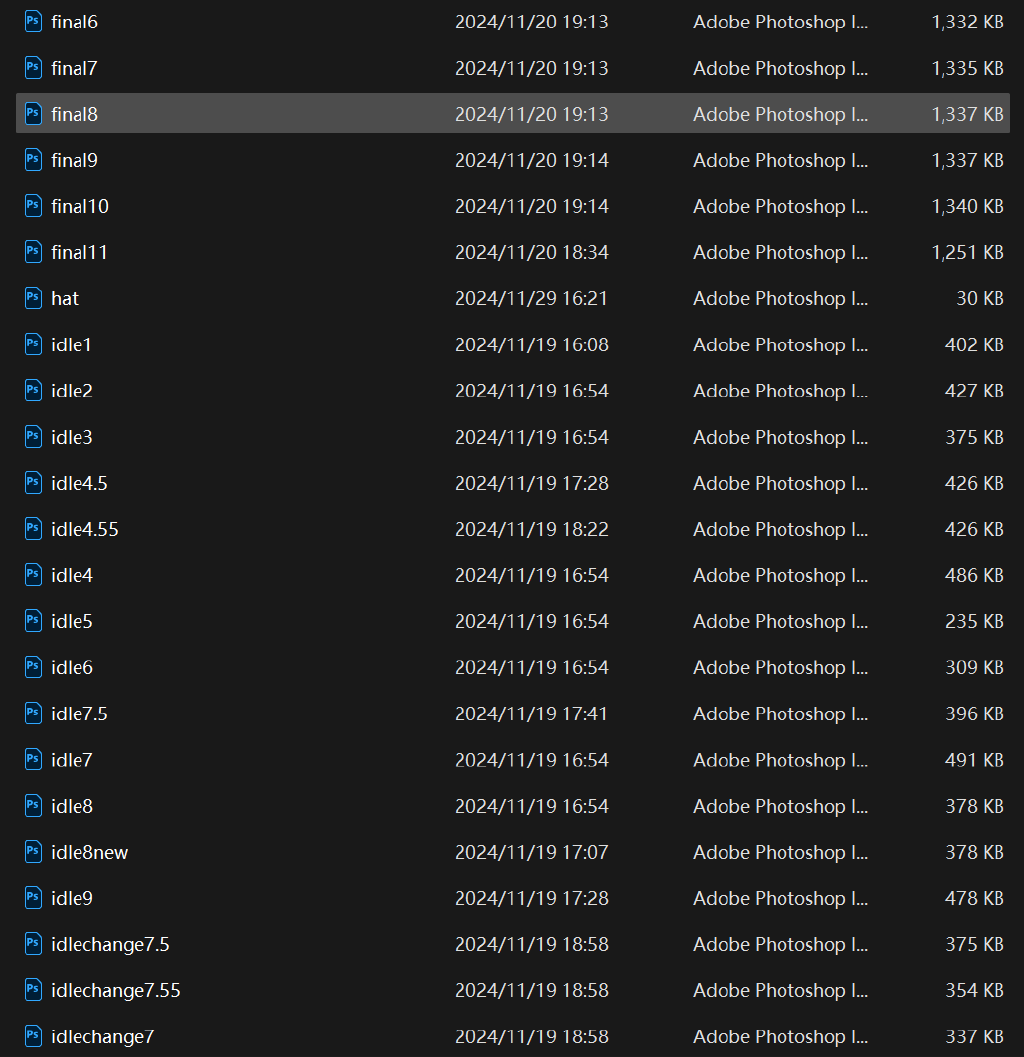 Ps final6 2024/11/20 19:13 Adobe Photoshop I... 1,332 KB
Ps final7 2024/11/20 19:13 Adobe Photoshop I... 1,335 KB
Ps final8 2024/11/20 19:13 Adobe Photoshop I... 1,337 KB
Ps final9 2024/11/20 19:14 Adobe Photoshop I... 1,337 KB
Ps final10 2024/11/20 19:14 Adobe Photoshop I... 1,340 KB
Ps final11 2024/11/20 18:34 Adobe Photoshop I... 1,251 KB
Ps hat 2024/11/29 16:21 Adobe Photoshop I... 30 KB
Ps idle1 2024/11/19 16:08 Adobe Photoshop I... 402 KB
Ps idle2 2024/11/19 16:54 Adobe Photoshop I... 427 KB
Ps idle3 2024/11/19 16:54 Adobe Photoshop I... 375 KB
Ps idle4.5 2024/11/19 17:28 Adobe Photoshop I... 426 KB
Ps idle4.55 2024/11/19 18:22 Adobe Photoshop I... 426 KB
Ps idle4 2024/11/19 16:54 Adobe Photoshop I... 486 KB
Ps idle5 2024/11/19 16:54 Adobe Photoshop I... 235 KB
Ps idle6 2024/11/19 16:54 Adobe Photoshop I... 309 KB
Ps idle7.5 2024/11/19 17:41 Adobe Photoshop I... 396 KB
Ps idle7 2024/11/19 16:54 Adobe Photoshop I... 491 KB
Ps idle8 2024/11/19 16:54 Adobe Photoshop I... 378 KB
Ps idle8new 2024/11/19 17:07 Adobe Photoshop I... 378 KB
Ps idle9 2024/11/19 17:28 Adobe Photoshop I... 478 KB
Ps idlechange7.5 2024/11/19 18:58 Adobe Photoshop I... 375 KB
Ps idlechange7.55 2024/11/19 18:58 Adobe Photoshop I... 354 KB
Ps idlechange7 2024/11/19 18:58 Adobe Photoshop I... 337 KB